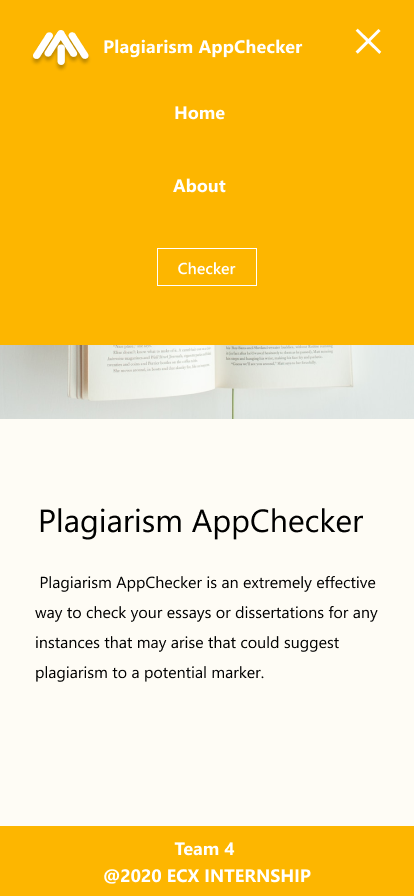 Plagiarism AppChecker
Home
About
Checker
Plagiarism AppChecker
Plagiarism AppChecker is an extremely effective
way to check your essays or dissertations for any
instances that may arise that could suggest
plagiarism to a potential marker.
Team 4
@2020 ECX INTERNSHIP